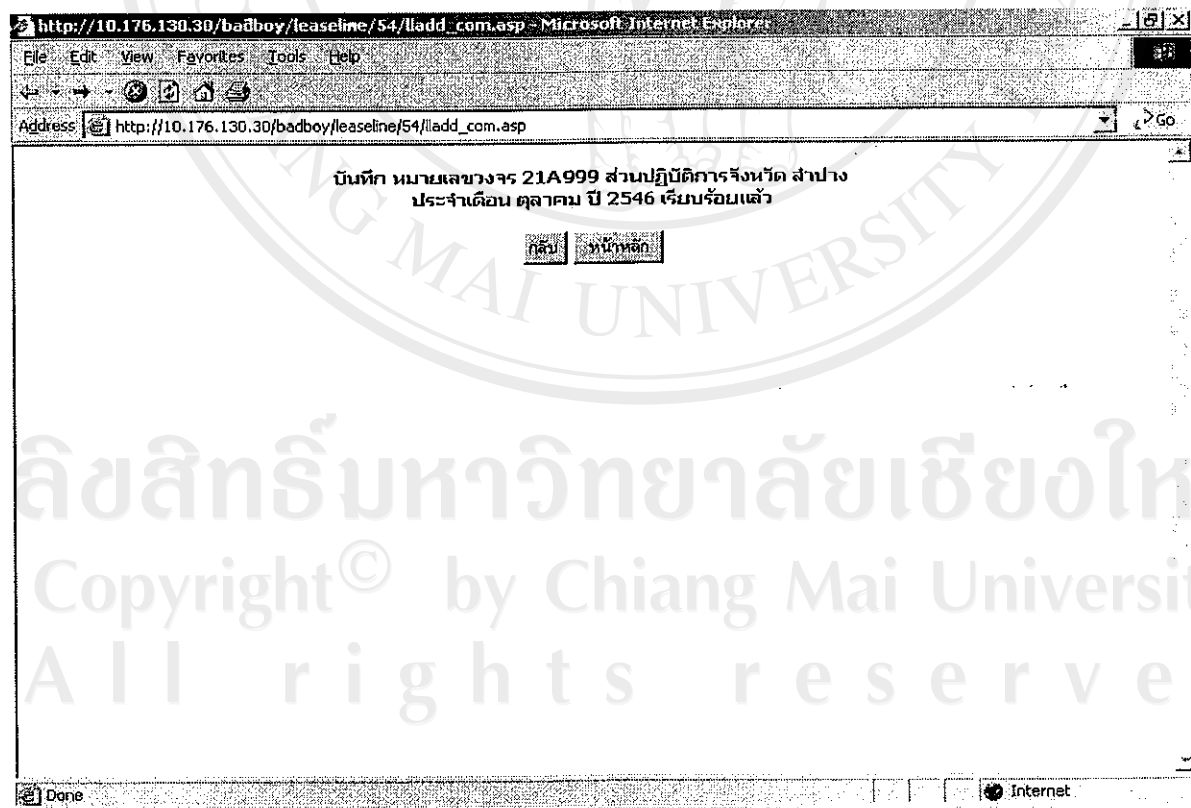 http://10.176.130.30/badboy/leaseline/54/lladd_com.asp - Microsoft Internet Explorer
File Edit View Favorites Tools Help
Address http://10.176.130.30/badboy/leaseline/54/lladd_com.asp Go
บันทึก หมายเลขวงจร 21A999 ส่วนปฏิบัติการจังหวัด ลำปาง
ประจำเดือน ตุลาคม ปี 2546 เรียบร้อยแล้ว
กลับ หน้าหลัก
G MAI UNIVERSITY
ลิขสิทธิ์มหาวิทยาลัยเชียงให
Copyright© by Chiang Mai Universit
All rights reserve
Done Internet